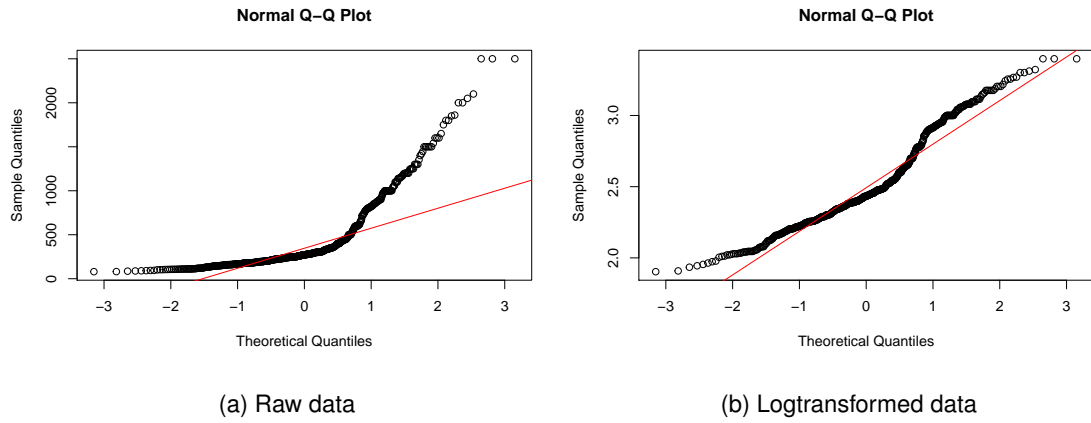 Normal Q−Q Plot
Sample Quantiles
2000
1000
500
0
−3 −2 −1 0 1 2 3
Theoretical Quantiles
(a) Raw data
Normal Q−Q Plot
Sample Quantiles
3.0
2.5
2.0
−3 −2 −1 0 1 2 3
Theoretical Quantiles
(b) Logtransformed data